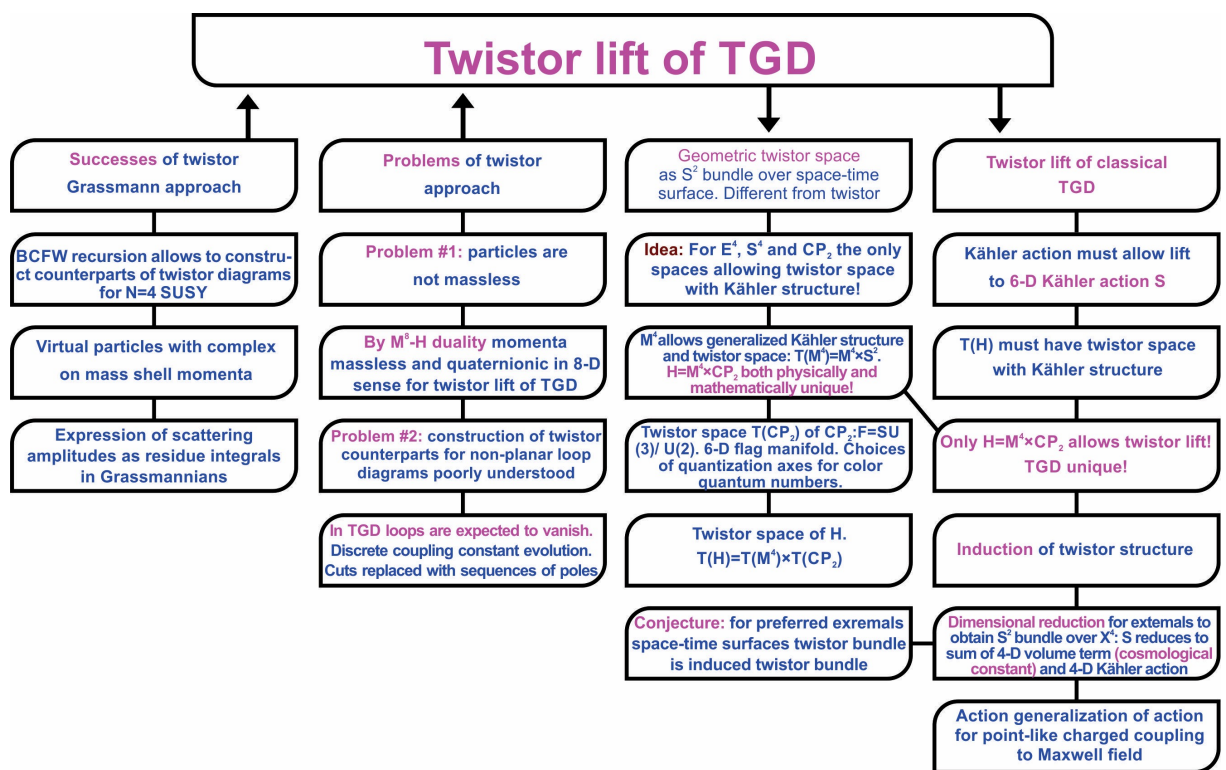 Twistor lift of TGD
Successes of twistor
Grassmann approach
BCFW recursion allows to constru-
ct counterparts of twistor diagrams
for N=4 SUSY
Virtual particles with complex
on mass shell momenta
Expression of scattering
amplitudes as residue integrals
in Grassmannians
Problems of twistor
approach
Problem #1: particles are
not massless
By M⁸-H duality momenta
massless and quaternionic in 8-D
sense for twistor lift of TGD
Problem #2: construction of twistor
counterparts for non-planar loop
diagrams poorly understood
In TGD loops are expected to vanish.
Discrete coupling constant evolution.
Cuts replaced with sequences of poles
Geometric twistor space
as S² bundle over space-time
surface. Different from twistor
Idea: For E⁴, S⁴ and CP₂ the only
spaces allowing twistor space
with Kähler structure!
M⁴allows generalized Kähler structure
and twistor space: T(M⁴)=M⁴×S².
H=M⁴×CP₂ both physically and
mathematically unique!
Twistor space T(CP₂) of CP₂:F=SU
(3)/ U(2). 6-D flag manifold. Choices
of quantization axes for color
quantum numbers.
Twistor space of H.
T(H)=T(M⁴)×T(CP₂)
Conjecture: for preferred exremals
space-time surfaces twistor bundle
is induced twistor bundle
Twistor lift of classical
TGD
Kähler action must allow lift
to 6-D Kähler action S
T(H) must have twistor space
with Kähler structure
Only H=M⁴×CP₂ allows twistor lift!
TGD unique!
Induction of twistor structure
Dimensional reduction for extemals to
obtain S² bundle over X⁴: S reduces to
sum of 4-D volume term (cosmological
constant) and 4-D Kähler action
Action generalization of action
for point-like charged coupling
to Maxwell field